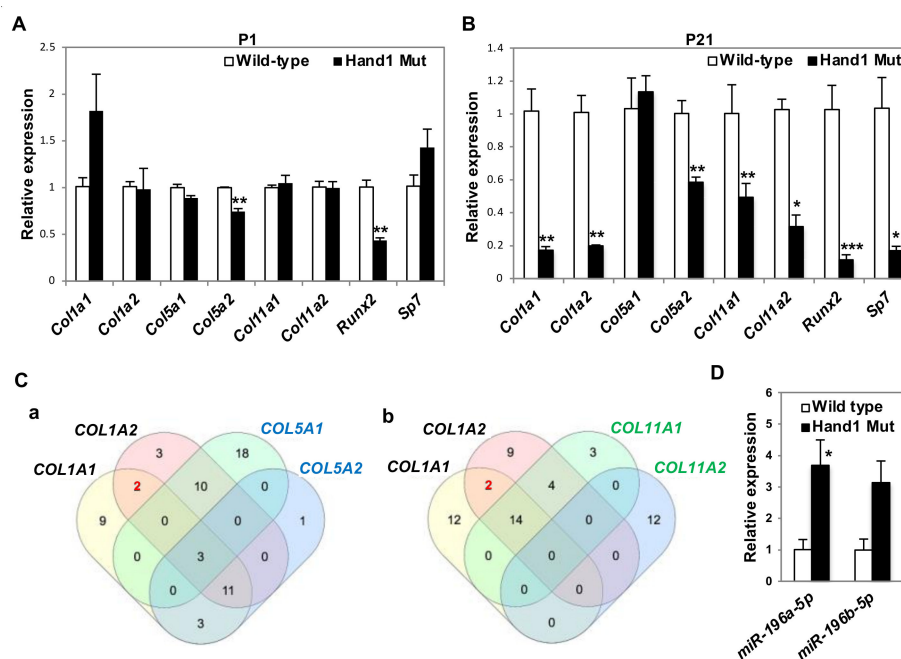 A
P1
Wild-type Hand1 Mut
Relative expression
2.5
2
1.5
1
0.5
0
**
**
Col1a1 Col1a2 Col5a1 Col5a2 Col11a1 Col11a2 Runx2 Sp7
B
P21
Wild-type Hand1 Mut
Relative expression
1.4
1.2
1
0.8
0.6
0.4
0.2
0
** ** ** ** * *** *
Col1a1 Col1a2 Col5a1 Col5a2 Col11a1 Col11a2 Runx2 Sp7
C
a
COL1A2 COL5A1
COL1A1 COL5A2
3 18
2 10 0
9 0 0 1
0 3 0
0 11
3
b
COL1A2 COL11A1
COL1A1 COL11A2
9 3
2 4 0
12 14 0 12
0 0 0
0 0
0
D
Wild type
Hand1 Mut
Relative expression
6
5
4
3
2
1
0
*
miR-196a-5p miR-196b-5p